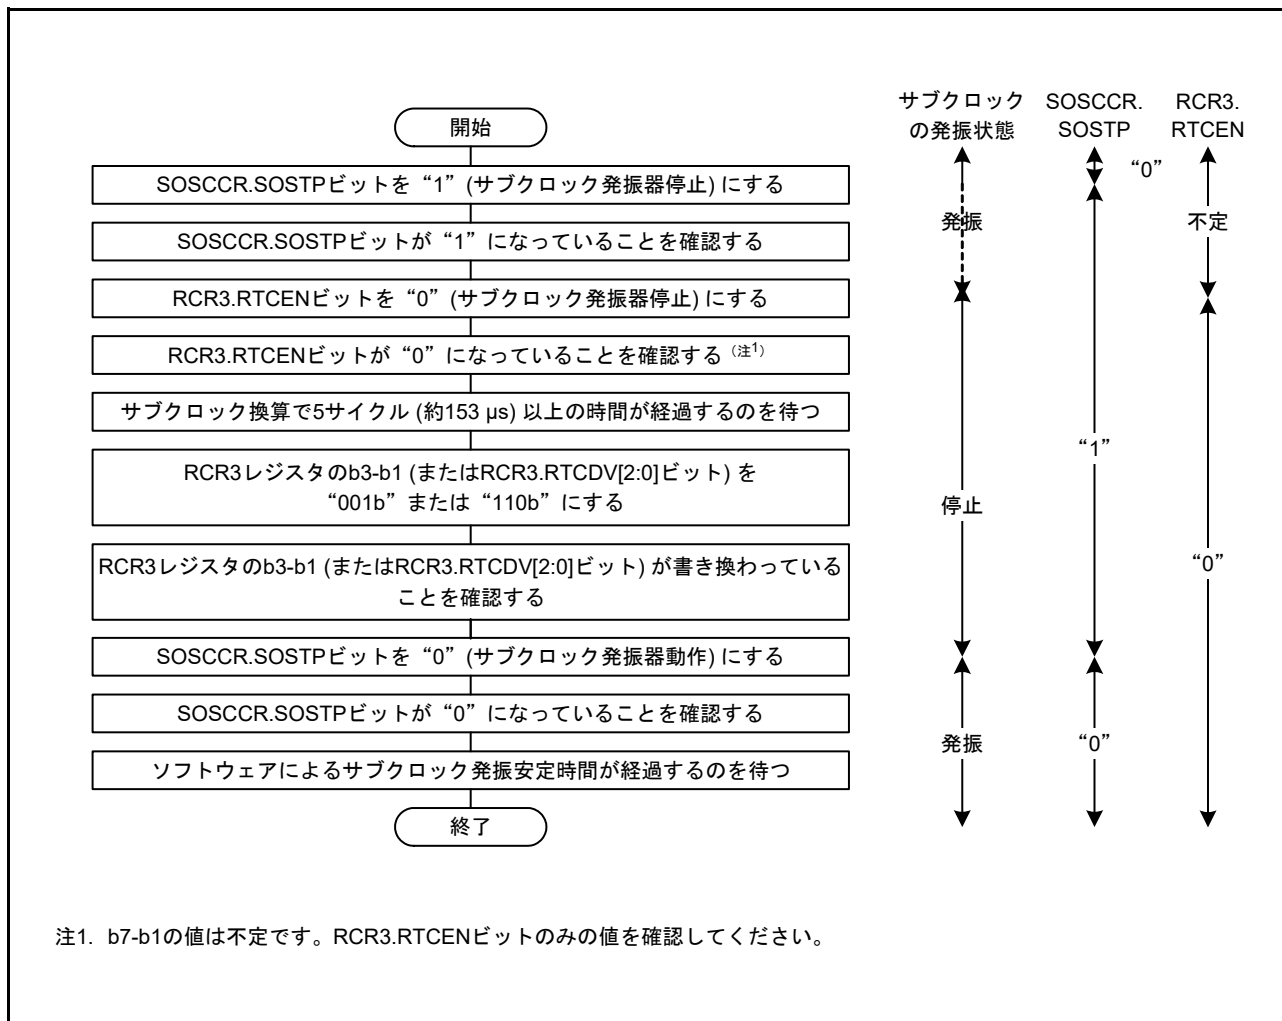 サブクロック
の発振状態
SOSCCR.
SOSTP
RCR3.
RTCEN
開始
SOSCCR.SOSTPビットを“1”(サブクロック発振器停止) にする
SOSCCR.SOSTPビットが“1”になっていることを確認する
RCR3.RTCENビットを“0”(サブクロック発振器停止) にする
RCR3.RTCENビットが“0”になっていることを確認する（注1）
サブクロック換算で5サイクル (約153 μs) 以上の時間が経過するのを待つ
RCR3レジスタのb3-b1 (またはRCR3.RTCDV[2:0]ビット) を
“001b”または“110b”にする
RCR3レジスタのb3-b1 (またはRCR3.RTCDV[2:0]ビット) が書き換わっている
ことを確認する
SOSCCR.SOSTPビットを“0”(サブクロック発振器動作) にする
SOSCCR.SOSTPビットが“0”になっていることを確認する
ソフトウェアによるサブクロック発振安定時間が経過するのを待つ
終了
発振
停止
発振
“0”
“1”
“0”
不定
“0”
注1. b7-b1の値は不定です。RCR3.RTCENビットのみの値を確認してください。